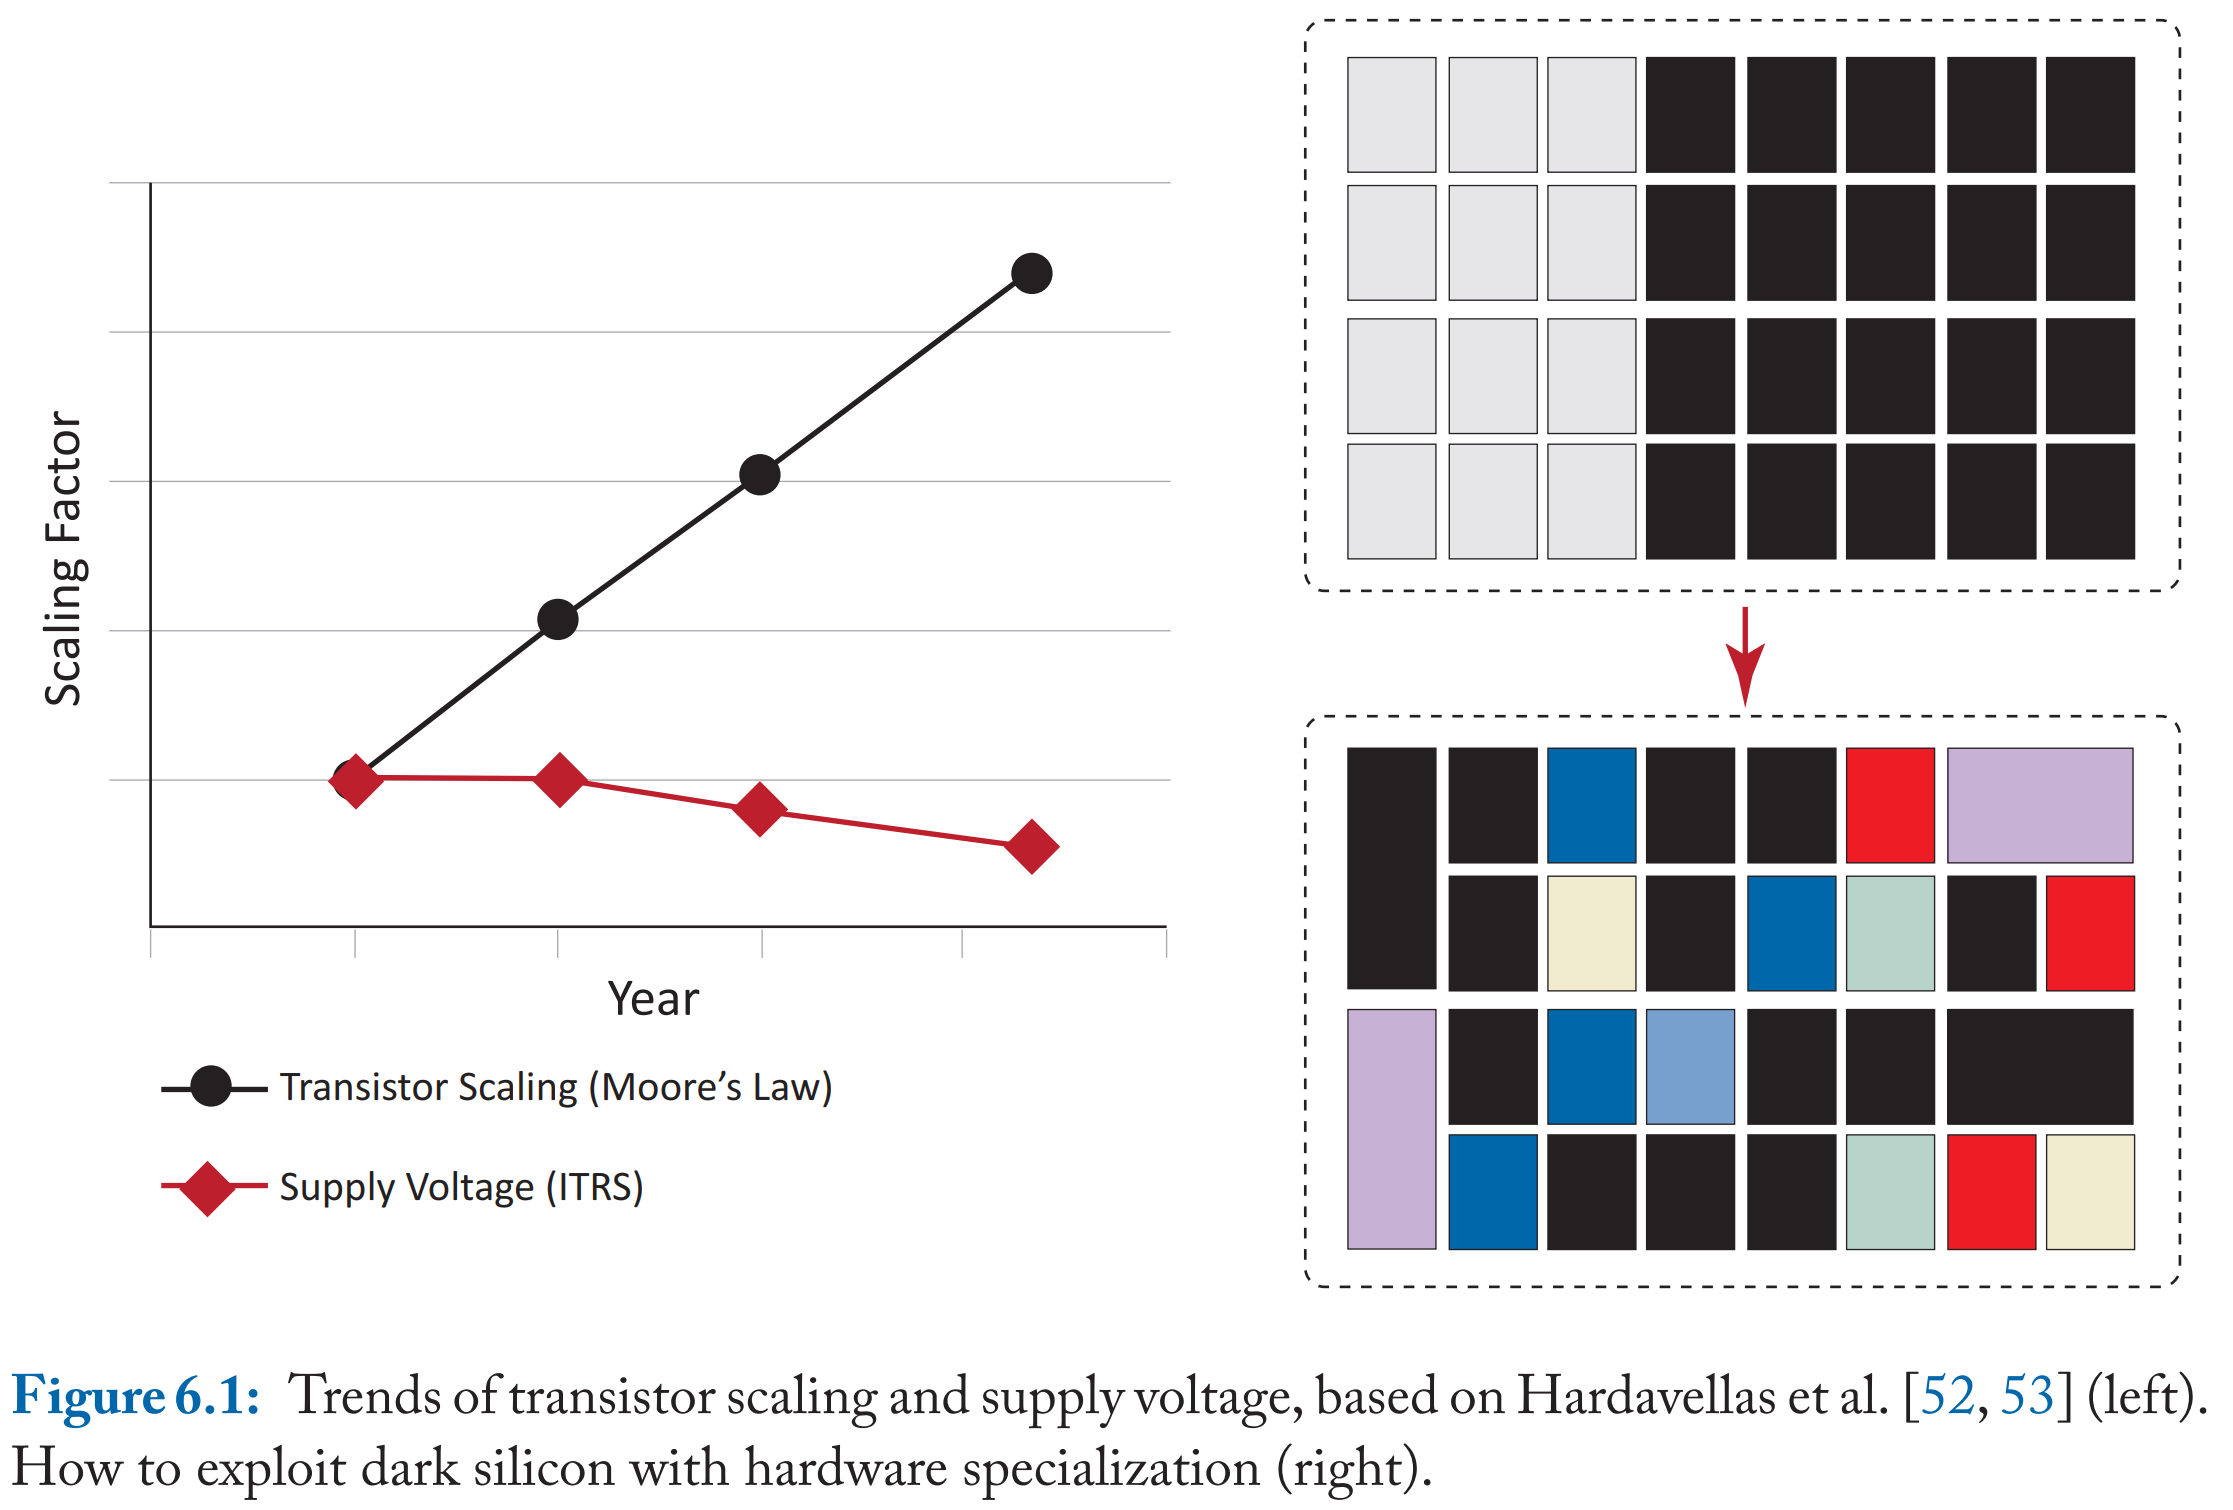 Scaling Factor
Year
Transistor Scaling (Moore’s Law)
Supply Voltage (ITRS)
Figure 6.1: Trends of transistor scaling and supply voltage, based on Hardavellas et al. [52, 53] (left).
How to exploit dark silicon with hardware specialization (right).